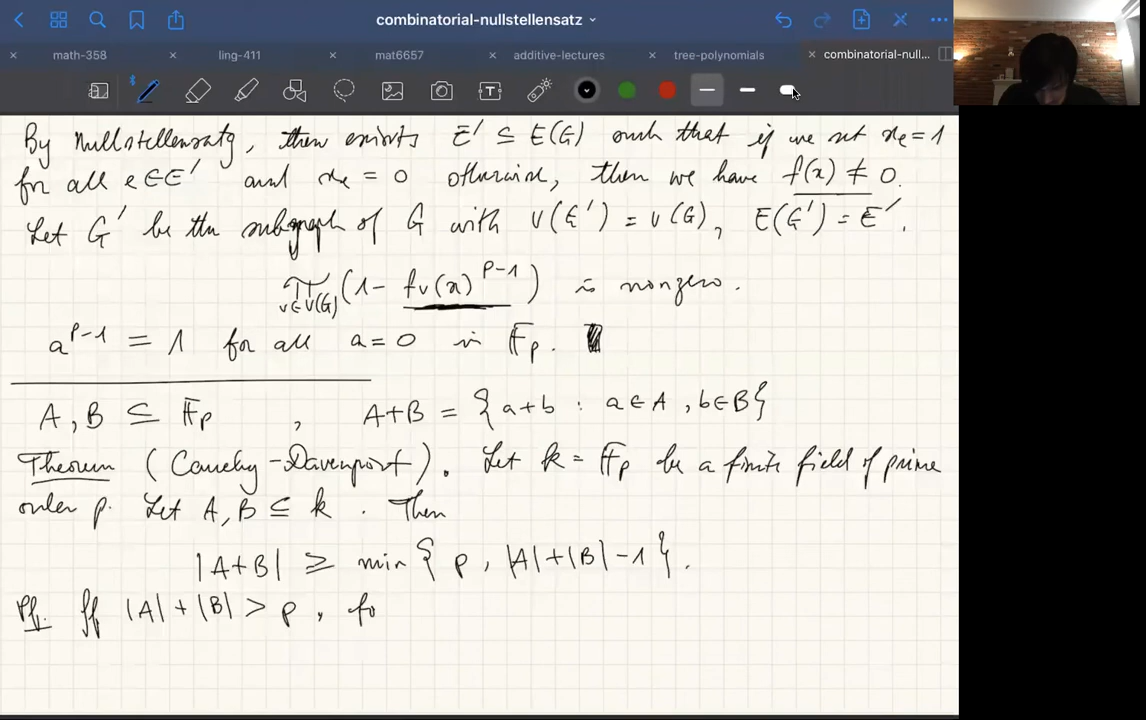 combinatorial-nullstellensatz
math-358
ling-411
mat6657
additive-lectures
tree-polynomials
combinatorial-null...
By Nullstellensatz, there exists E' ⊆ E(G) such that if we set x_e = 1
for all e ∈ E' and x_e = 0 otherwise, then we have f(x) ≠ 0.
Let G' be the subgraph of G with V(G') = V(G), E(G') = E'.
∏_{v∈V(G)} (1 - f_v(x)^{p-1}) is nonzero.
a^{p-1} = 1 for all a = 0 in 𝔽_p.
A, B ⊆ 𝔽_p , A+B = {a+b : a ∈ A, b ∈ B}
Theorem (Cauchy-Davenport). Let k = 𝔽_p be a finite field of prime
order p. Let A, B ⊆ k. Then
|A+B| ≥ min{p, |A|+|B|-1}.
Pf. If |A|+|B| > p, fo